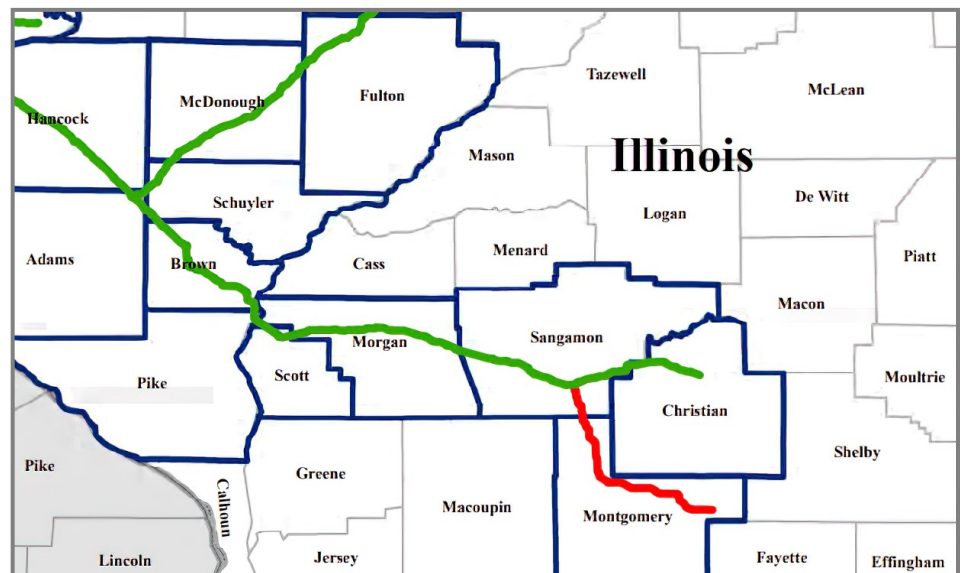 Tazewell
McLean
McDonough
Fulton
Hancock
Mason
Illinois
Schuyler
Logan
De Witt
Adams
Brown
Cass
Menard
Piatt
Macon
Sangamon
Morgan
Pike
Scott
Christian
Moultrie
Pike
Greene
Shelby
Calhoun
Macoupin
Montgomery
Lincoln
Jersey
Fayette
Effingham